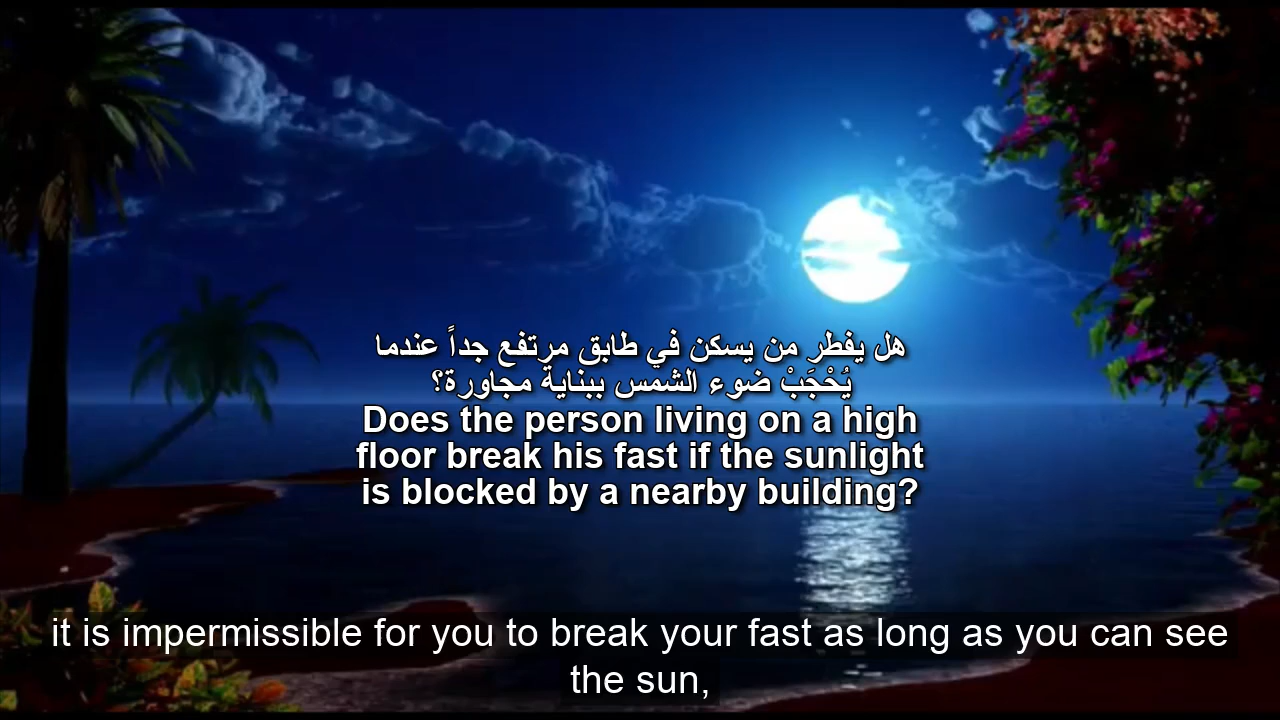 هل يفطر من يسكن في طابق مرتفع جداً عندما
يُحْجَبْ ضوء الشمس ببناية مجاورة؟
Does the person living on a high
floor break his fast if the sunlight
is blocked by a nearby building?
it is impermissible for you to break your fast as long as you can see
the sun,